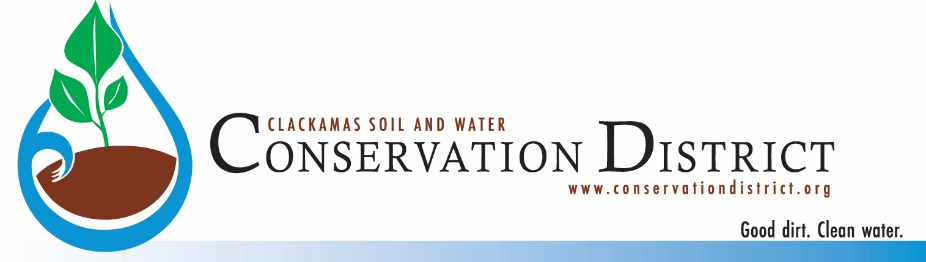 CLACKAMAS SOIL AND WATER
CONSERVATION DISTRICT
www.conservationdistrict.org
Good dirt. Clean water.